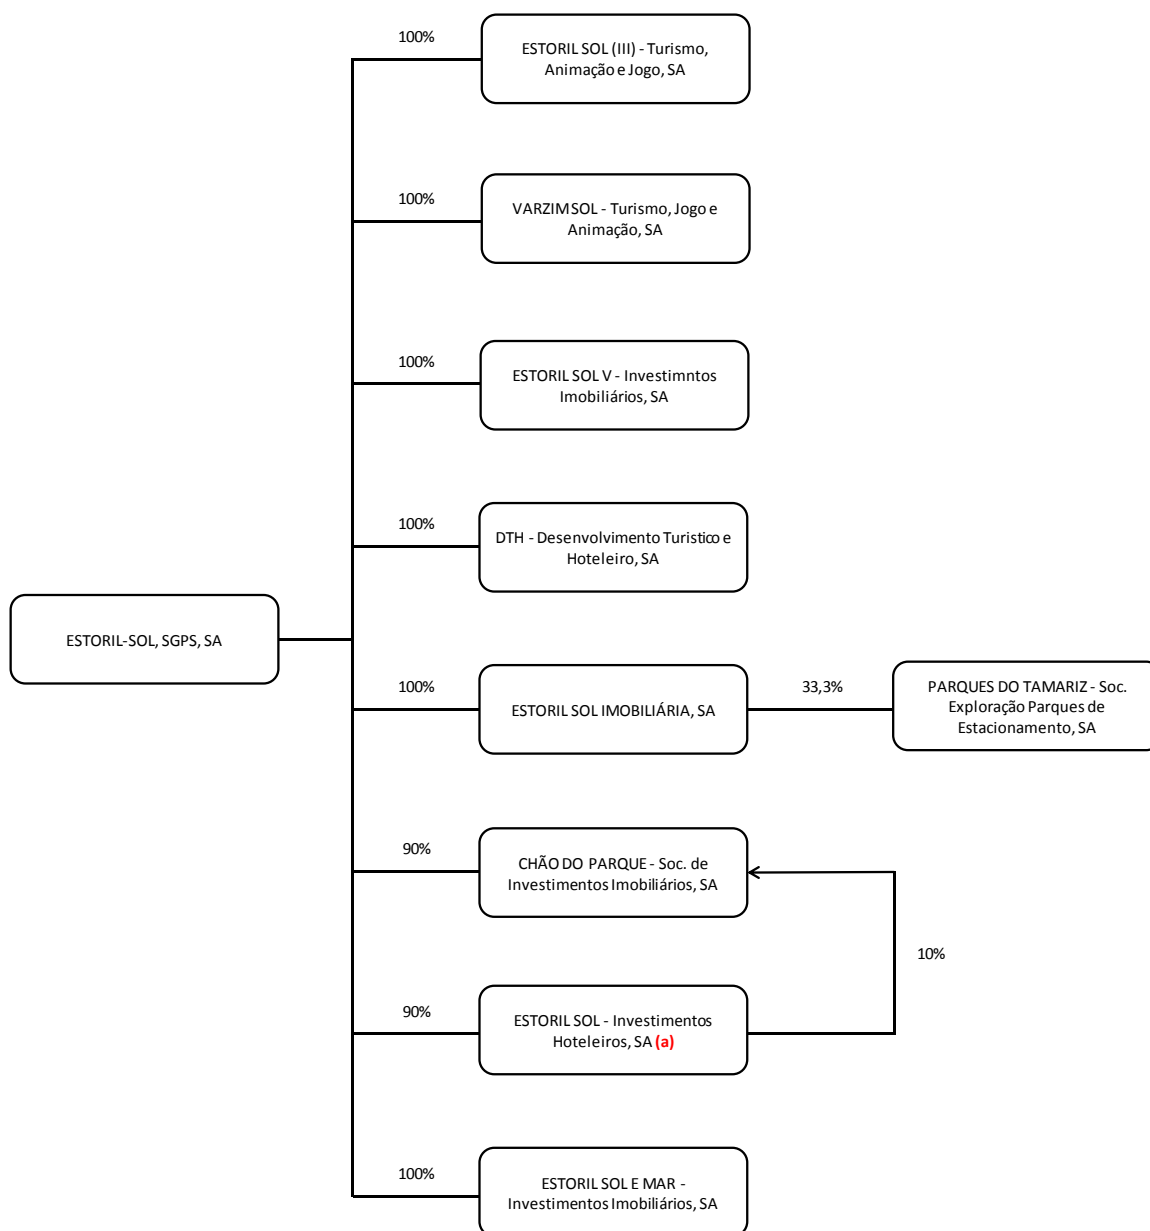 100%
ESTORIL SOL (III) - Turismo,
Animação e Jogo, SA
100%
VARZIM SOL - Turismo, Jogo e
Animação, SA
100%
ESTORIL SOL V - Investimntos
Imobiliários, SA
100%
DTH - Desenvolvimento Turistico e
Hoteleiro, SA
ESTORIL-SOL, SGPS, SA
100%
ESTORIL SOL IMOBILIÁRIA, SA
33,3%
PARQUES DO TAMARIZ - Soc.
Exploração Parques de
Estacionamento, SA
90%
CHÃO DO PARQUE - Soc. de
Investimentos Imobiliários, SA
10%
90%
ESTORIL SOL - Investimentos
Hoteleiros, SA (a)
100%
ESTORIL SOL E MAR -
Investimentos Imobiliários, SA